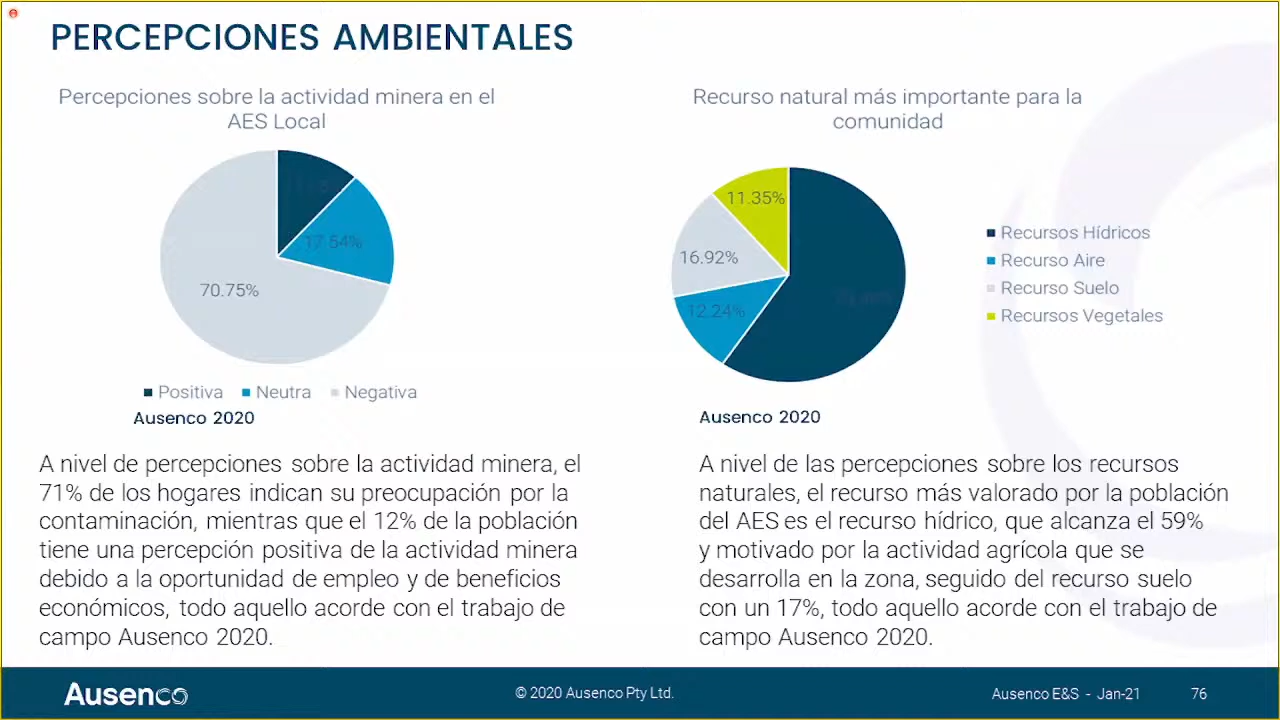 PERCEPCIONES AMBIENTALES
Percepciones sobre la actividad minera en el
AES Local
17.54%
70.75%
Positiva Neutra Negativa
Ausenco 2020
A nivel de percepciones sobre la actividad minera, el
71% de los hogares indican su preocupación por la
contaminación, mientras que el 12% de la población
tiene una percepción positiva de la actividad minera
debido a la oportunidad de empleo y de beneficios
económicos, todo aquello acorde con el trabajo de
campo Ausenco 2020.
Recurso natural más importante para la
comunidad
11.35%
16.92%
12.24%
Recursos Hídricos
Recurso Aire
Recurso Suelo
Recursos Vegetales
Ausenco 2020
A nivel de las percepciones sobre los recursos
naturales, el recurso más valorado por la población
del AES es el recurso hídrico, que alcanza el 59%
y motivado por la actividad agrícola que se
desarrolla en la zona, seguido del recurso suelo
con un 17%, todo aquello acorde con el trabajo de
campo Ausenco 2020.
Ausenco
© 2020 Ausenco Pty Ltd.
Ausenco E&S - Jan-21
76